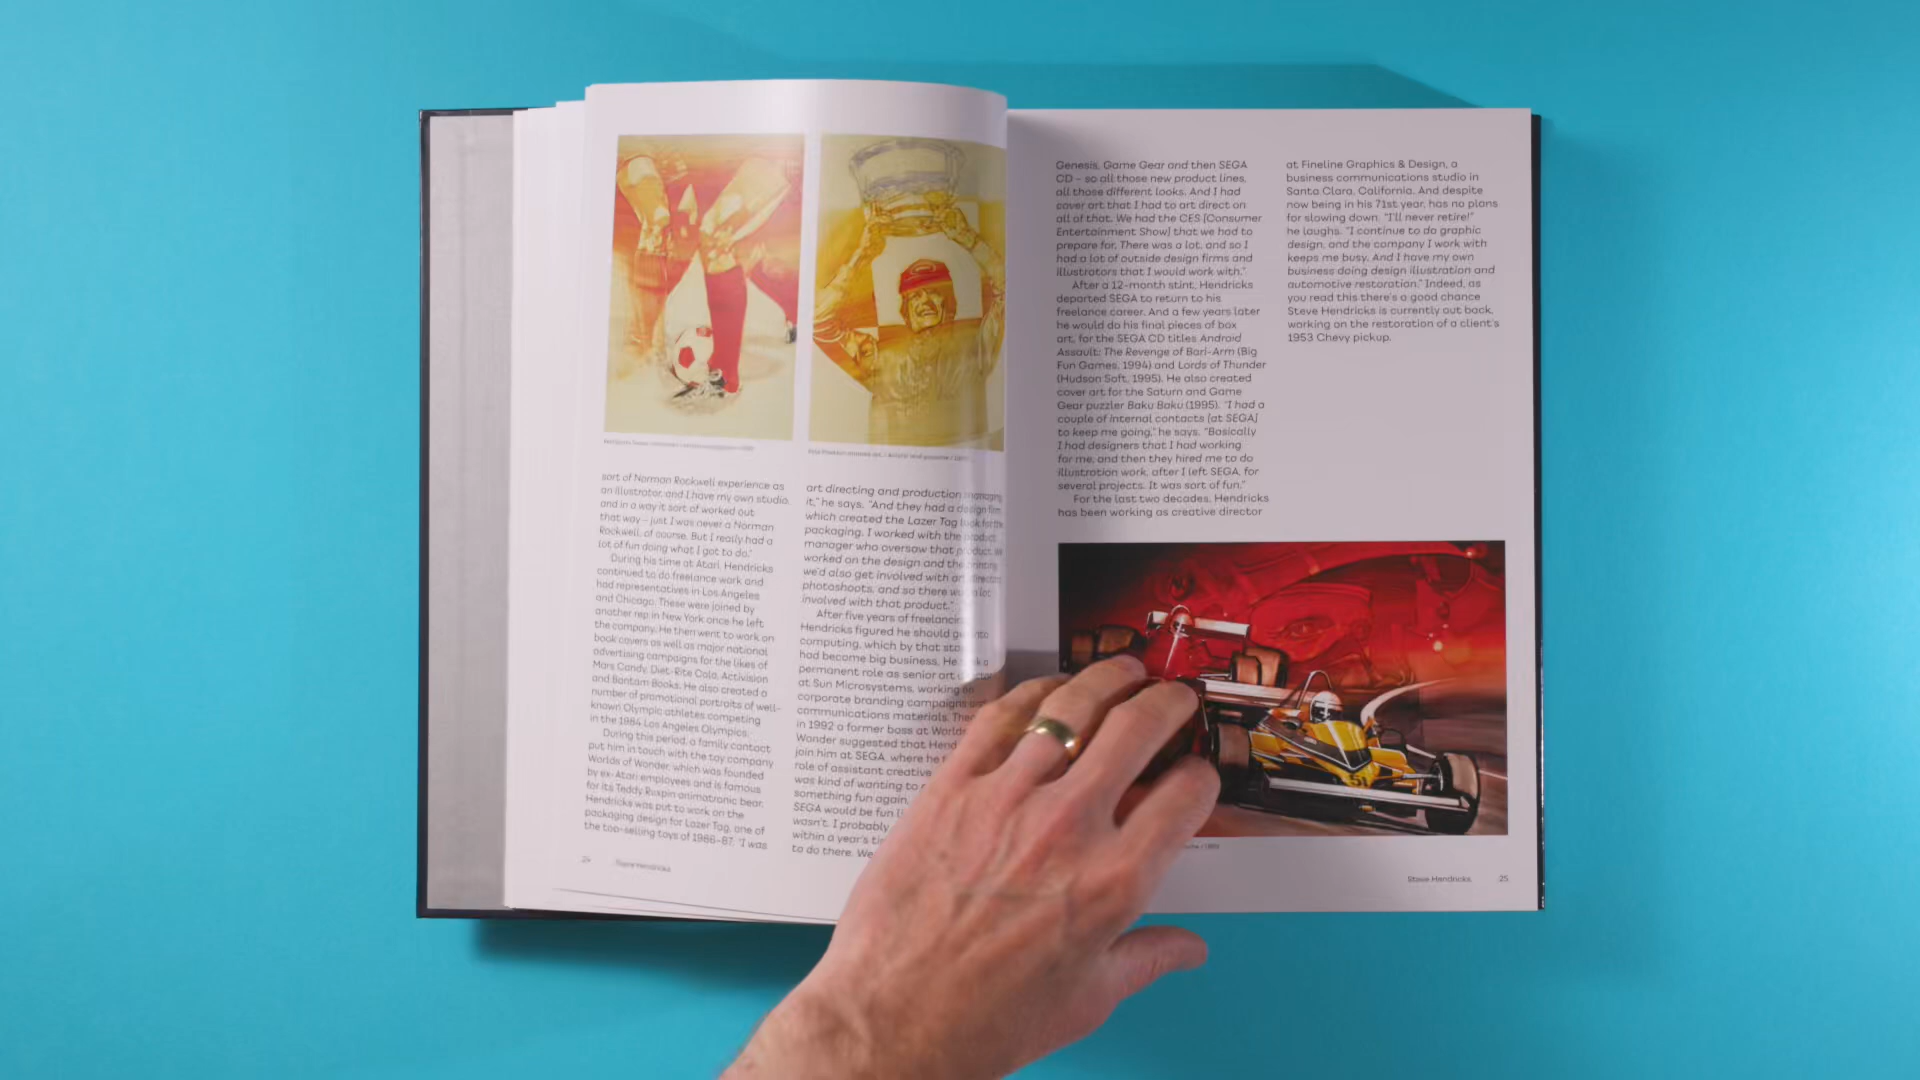 sort of Norman Rockwell experience as
an illustrator, and I have my own studio,
and in a way it sort of worked out
that way – just I was never a Norman
Rockwell, of course. But I really had a
lot of fun doing what I got to do."
During his time at Atari, Hendricks
continued to do freelance work and
had representatives in Los Angeles
and Chicago. These were joined by
another rep in New York once he left
the company. He then went to work on
book covers as well as major national
advertising campaigns for the likes of
Mars Candy, Diet-Rite Cola, Activision
and Bantam Books. He also created a
number of promotional portraits of well-
known Olympic athletes competing
in the 1984 Los Angeles Olympics.
During this period, a family contact
put him in touch with the toy company
Worlds of Wonder, which was founded
by ex-Atari employees and is famous
for its Teddy Ruxpin animatronic bear.
Hendricks was put to work on the
packaging design for Lazer Tag, one of
the top-selling toys of 1986–87. "I was
art directing and production managing
it," he says. "And they had a design firm
which created the Lazer Tag look for the
packaging. I worked with the product
manager who oversaw that product. We
worked on the design and the printing
we'd also get involved with art directing
photoshoots, and so there was a lot
involved with that product."
After five years of freelancing
Hendricks figured he should get into
computing, which by that
had become big business. He took a
permanent role as senior art director
at Sun Microsystems, working on
corporate branding campaigns
communications materials. Then
in 1992 a former boss at Worlds
Wonder suggested that Hend
join him at SEGA, where he
role of assistant creative
was kind of wanting to
something fun again,
SEGA would be fun
wasn't. I probably
within a year's
to do there. We
24 Steve Hendricks
Genesis, Game Gear and then SEGA
CD – so all those new product lines,
all those different looks. And I had
cover art that I had to art direct on
all of that. We had the CES [Consumer
Entertainment Show] that we had to
prepare for. There was a lot, and so I
had a lot of outside design firms and
illustrators that I would work with."
After a 12-month stint, Hendricks
departed SEGA to return to his
freelance career. And a few years later
he would do his final pieces of box
art, for the SEGA CD titles Android
Assault: The Revenge of Bari-Arm (Big
Fun Games, 1994) and Lords of Thunder
(Hudson Soft, 1995). He also created
cover art for the Saturn and Game
Gear puzzler Baku Baku (1995). "I had a
couple of internal contacts [at SEGA]
to keep me going," he says. "Basically
I had designers that I had working
for me, and then they hired me to do
illustration work, after I left SEGA, for
several projects. It was sort of fun."
For the last two decades, Hendricks
has been working as creative director
at Fineline Graphics & Design, a
business communications studio in
Santa Clara, California. And despite
now being in his 71st year, has no plans
for slowing down. "I'll never retire!"
he laughs. "I continue to do graphic
design, and the company I work with
keeps me busy. And I have my own
business doing design illustration and
automotive restoration." Indeed, as
you read this there's a good chance
Steve Hendricks is currently out back,
working on the restoration of a client's
1953 Chevy pickup.
51
Steve Hendricks 25